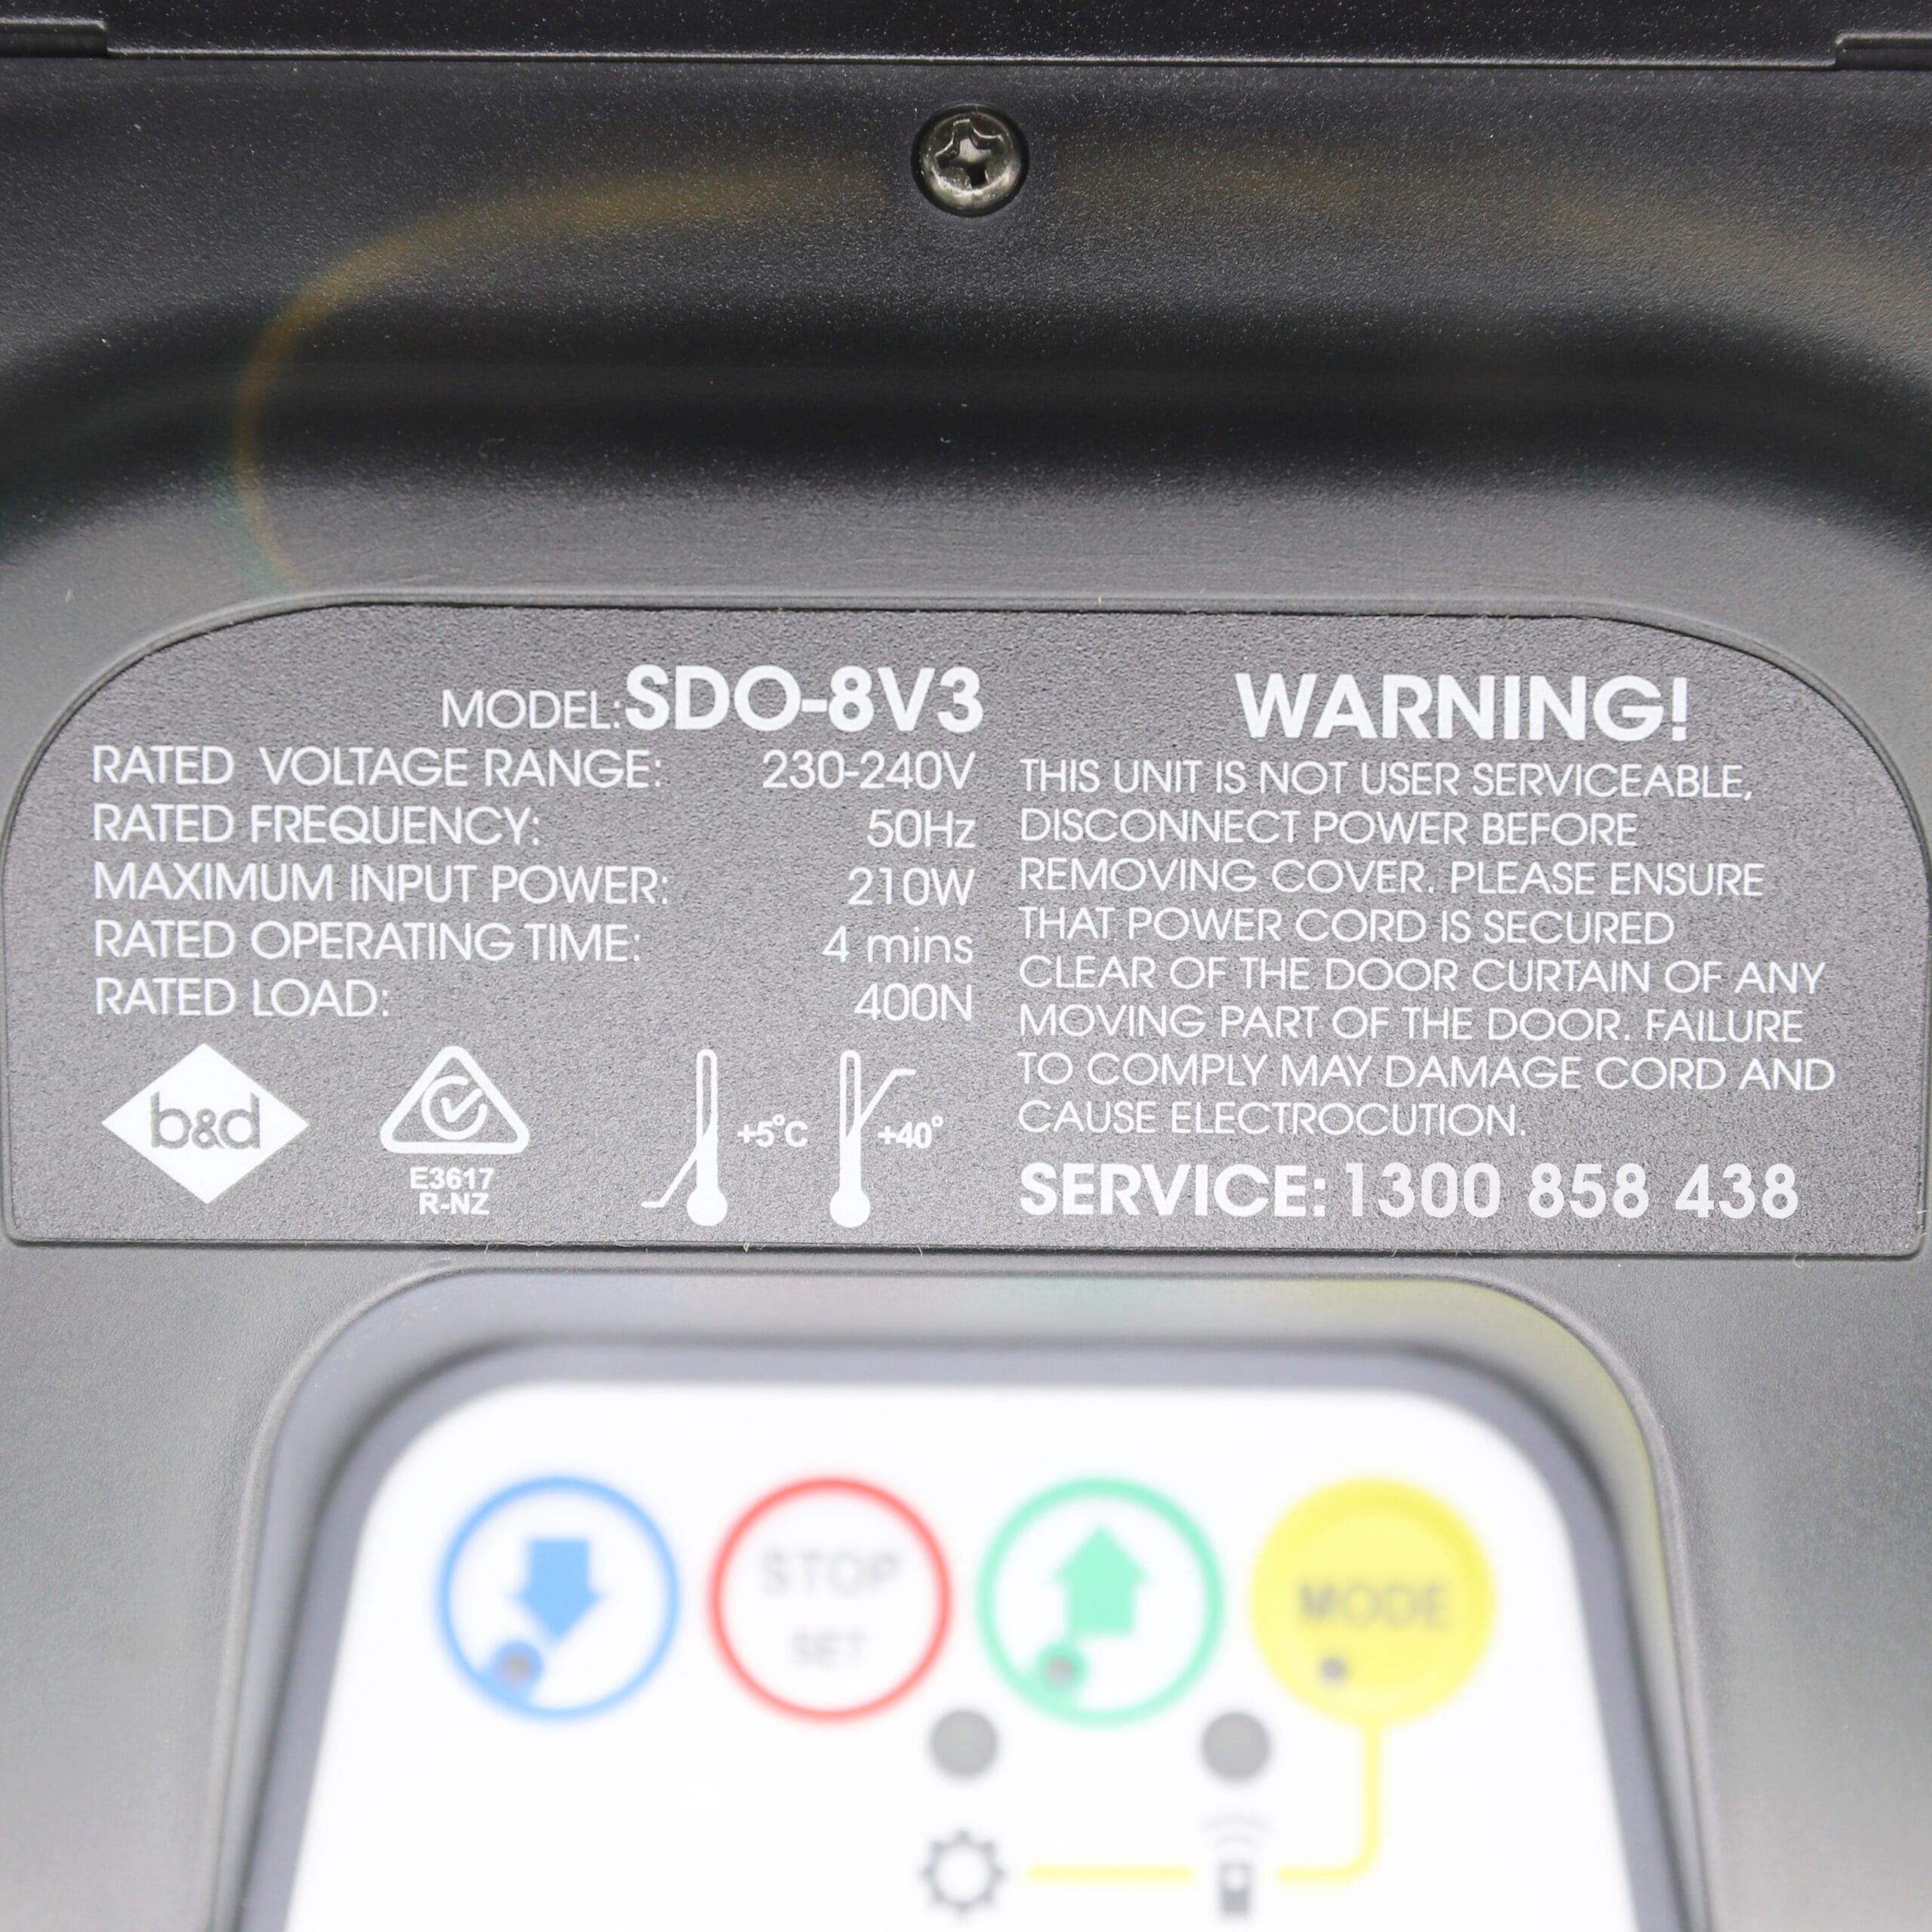 MODEL: SDO-8V3
RATED VOLTAGE RANGE: 230-240V
RATED FREQUENCY: 50Hz
MAXIMUM INPUT POWER: 210W
RATED OPERATING TIME: 4 mins
RATED LOAD: 400N
b&d
E3617
R-NZ
+5°C
+40°
WARNING!
THIS UNIT IS NOT USER SERVICEABLE,
DISCONNECT POWER BEFORE
REMOVING COVER. PLEASE ENSURE
THAT POWER CORD IS SECURED
CLEAR OF THE DOOR CURTAIN OF ANY
MOVING PART OF THE DOOR. FAILURE
TO COMPLY MAY DAMAGE CORD AND
CAUSE ELECTROCUTION.
SERVICE: 1300 858 438
STOP
SET
MODE